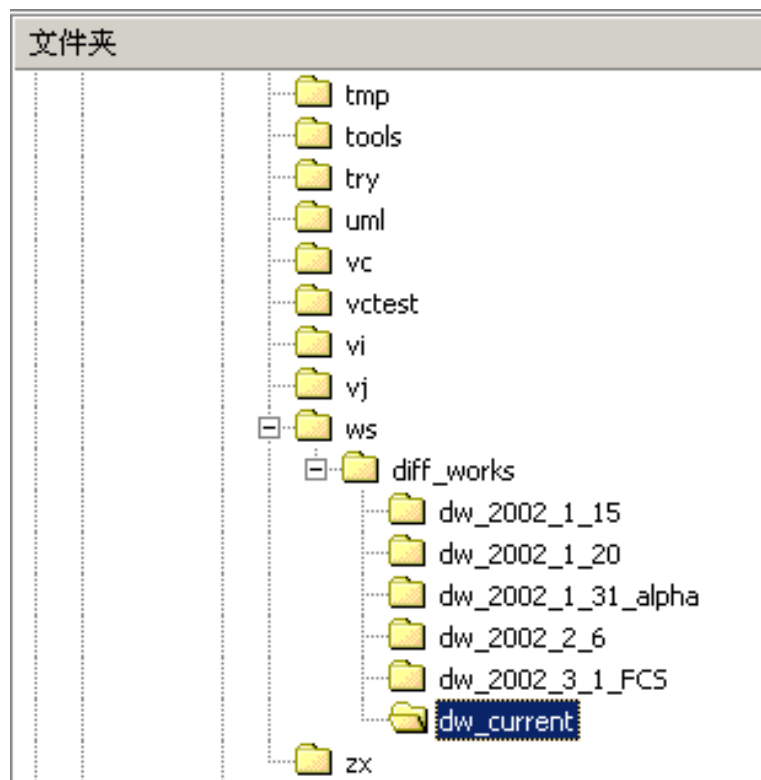 文件夹
tmp
tools
try
uml
vc
vctest
vi
vj
ws
diff_works
dw_2002_1_15
dw_2002_1_20
dw_2002_1_31_alpha
dw_2002_2_6
dw_2002_3_1_FCS
dw_current
zx